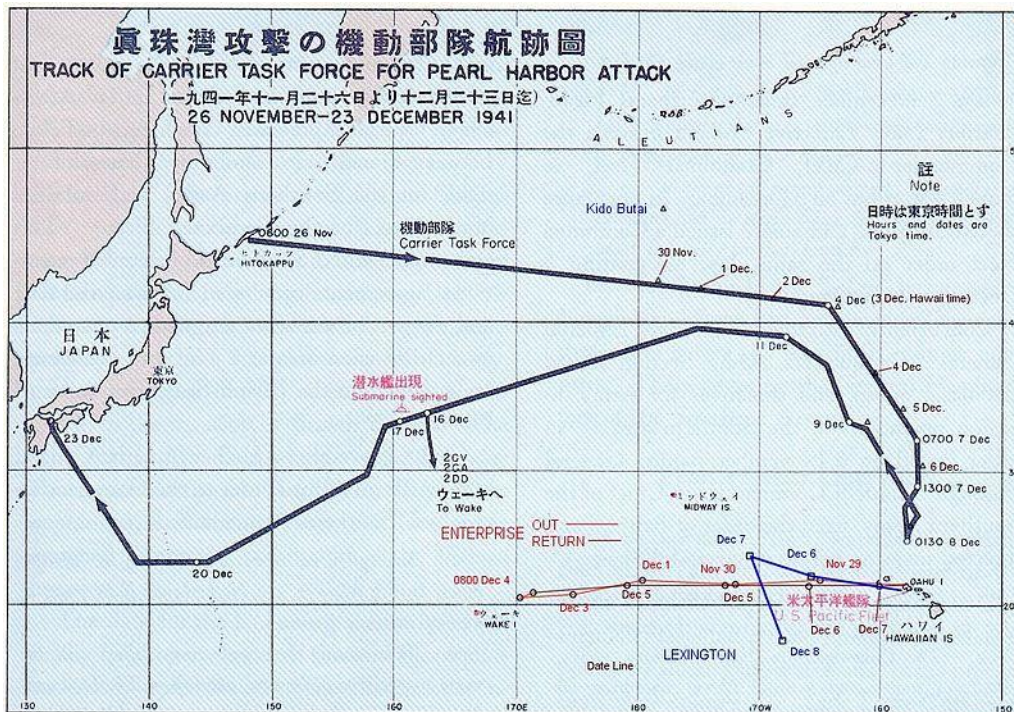 眞珠灣攻擊の機動部隊航跡圖
TRACK OF CARRIER TASK FORCE FOR PEARL HARBOR ATTACK
(一九四一年十一月二十六日より十二月二十三日迄)
26 NOVEMBER-23 DECEMBER 1941
ALEUTIANS
註
Note
日時は東京時間とす
Hours and dates are
Tokyo time.
Kido Butai
0600 26 Nov
ヒトカップ
HITOKAPPU
機動部隊
Carrier Task Force
30 Nov.
1 Dec.
2 Dec
4 Dec (3 Dec. Hawaii time)
4 Dec
5 Dec.
0700 7 Dec
6 Dec.
1300 7 Dec
0130 8 Dec
9 Dec
11 Dec
日本
JAPAN
東京
TOKYO
潜水艦出現
Submarine sighted
16 Dec
17 Dec
23 Dec
20 Dec
2CV
2CA
2DD
ウェーキへ
To Wake
ミッドウェイ
MIDWAY IS.
ENTERPRISE OUT
RETURN
Dec 7
Dec 6
Nov 29
Dec 1
Nov 30
0800 Dec 4
Dec 3
Dec 5
Dec 5
Dec 6
Dec 7
OAHU I
米太平洋艦隊
U.S. Pacific Fleet
ハワイ
HAWAIIAN IS
ウェーキ
WAKE I
LEXINGTON
Dec 8
Date Line
5
4
3
20
130
140
150
160
170E
180
170W
160
150